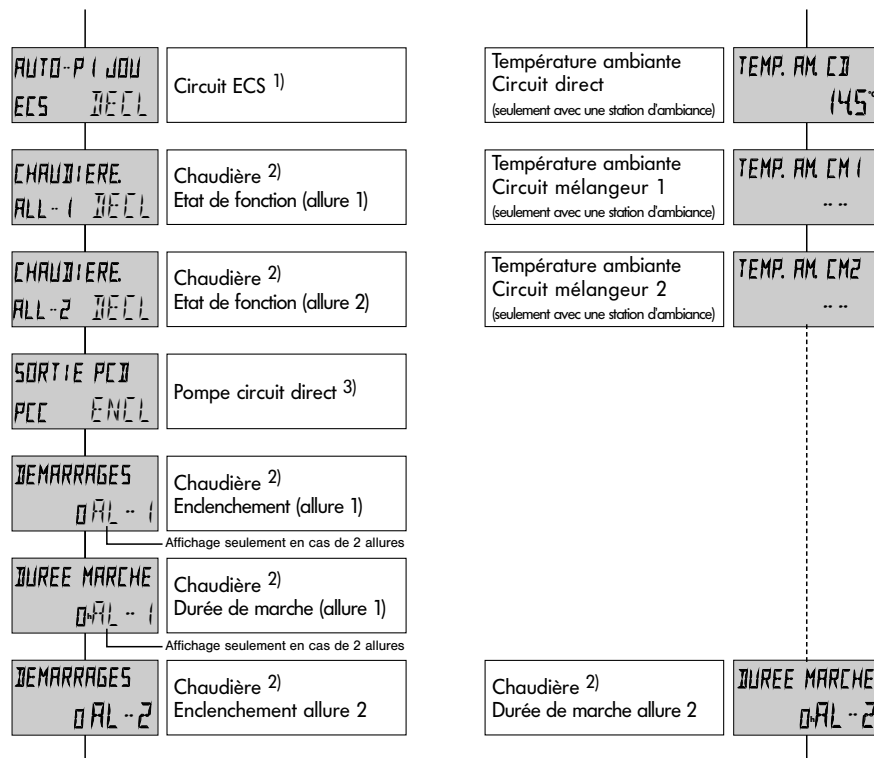 AUTO-P1 JOU
ECS DECL
Circuit ECS 1)
CHAUDIERE.
ALL-1 DECL
Chaudière 2)
Etat de fonction (allure 1)
CHAUDIERE.
ALL-2 DECL
Chaudière 2)
Etat de fonction (allure 2)
SORTIE PCD
PCC ENCL
Pompe circuit direct 3)
DEMARRAGES
0 AL-1
Chaudière 2)
Enclenchement (allure 1)
Affichage seulement en cas de 2 allures
DUREE MARCHE
0h AL-1
Chaudière 2)
Durée de marche (allure 1)
Affichage seulement en cas de 2 allures
DEMARRAGES
0 AL-2
Chaudière 2)
Enclenchement allure 2
Température ambiante
Circuit direct
(seulement avec une station d'ambiance)
TEMP. AM. CD
14.5 °C
Température ambiante
Circuit mélangeur 1
(seulement avec une station d'ambiance)
TEMP. AM. CM1
-- --
Température ambiante
Circuit mélangeur 2
(seulement avec une station d'ambiance)
TEMP. AM. CM2
-- --
Chaudière 2)
Durée de marche allure 2
DUREE MARCHE
0h AL-2